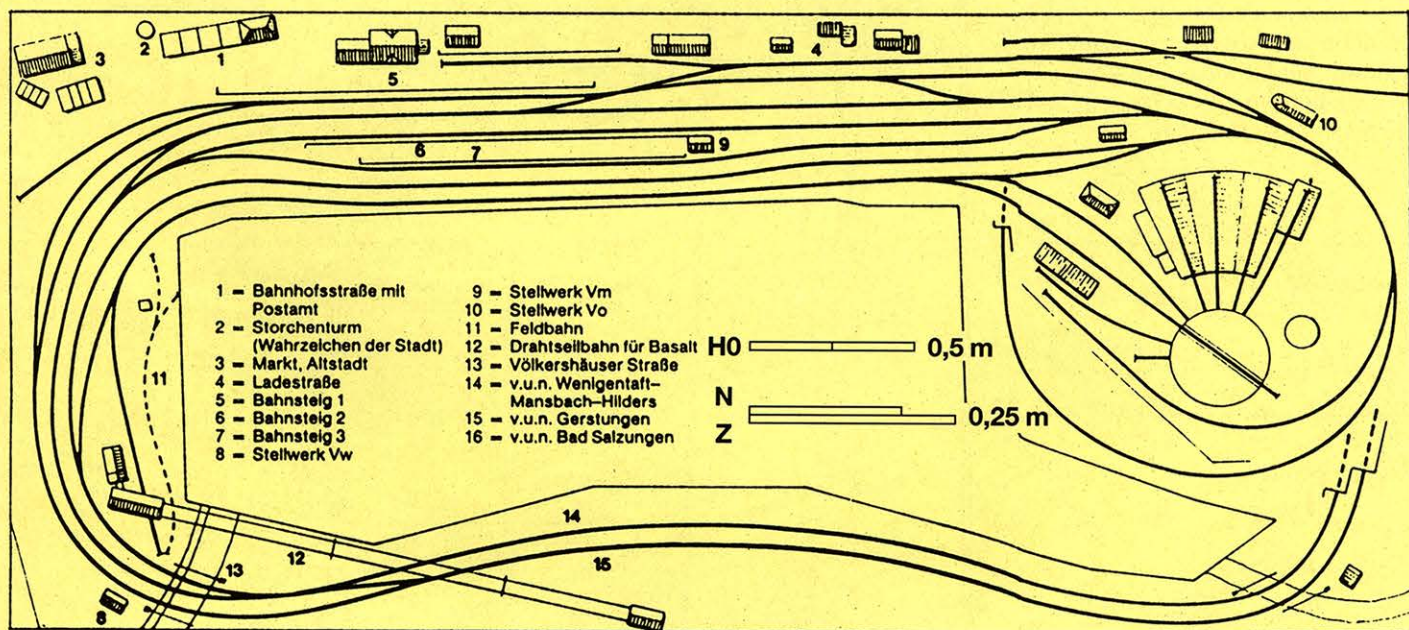 2
1
3
5
4
10
6
7
9
1 – Bahnhofsstraße mit
Postamt
2 – Storchenturm
(Wahrzeichen der Stadt)
3 – Markt, Altstadt
4 – Ladestraße
5 – Bahnsteig 1
6 – Bahnsteig 2
7 – Bahnsteig 3
8 – Stellwerk Vw
9 – Stellwerk Vm
10 – Stellwerk Vo
11 – Feldbahn
12 – Drahtseilbahn für Basalt
13 – Völkershäuser Straße
14 – v.u.n. Wenigentaft–
Mansbach–Hilders
15 – v.u.n. Gerstungen
16 – v.u.n. Bad Salzungen
H0 0,5 m
N
0,25 m
Z
11
14
12
15
13
8